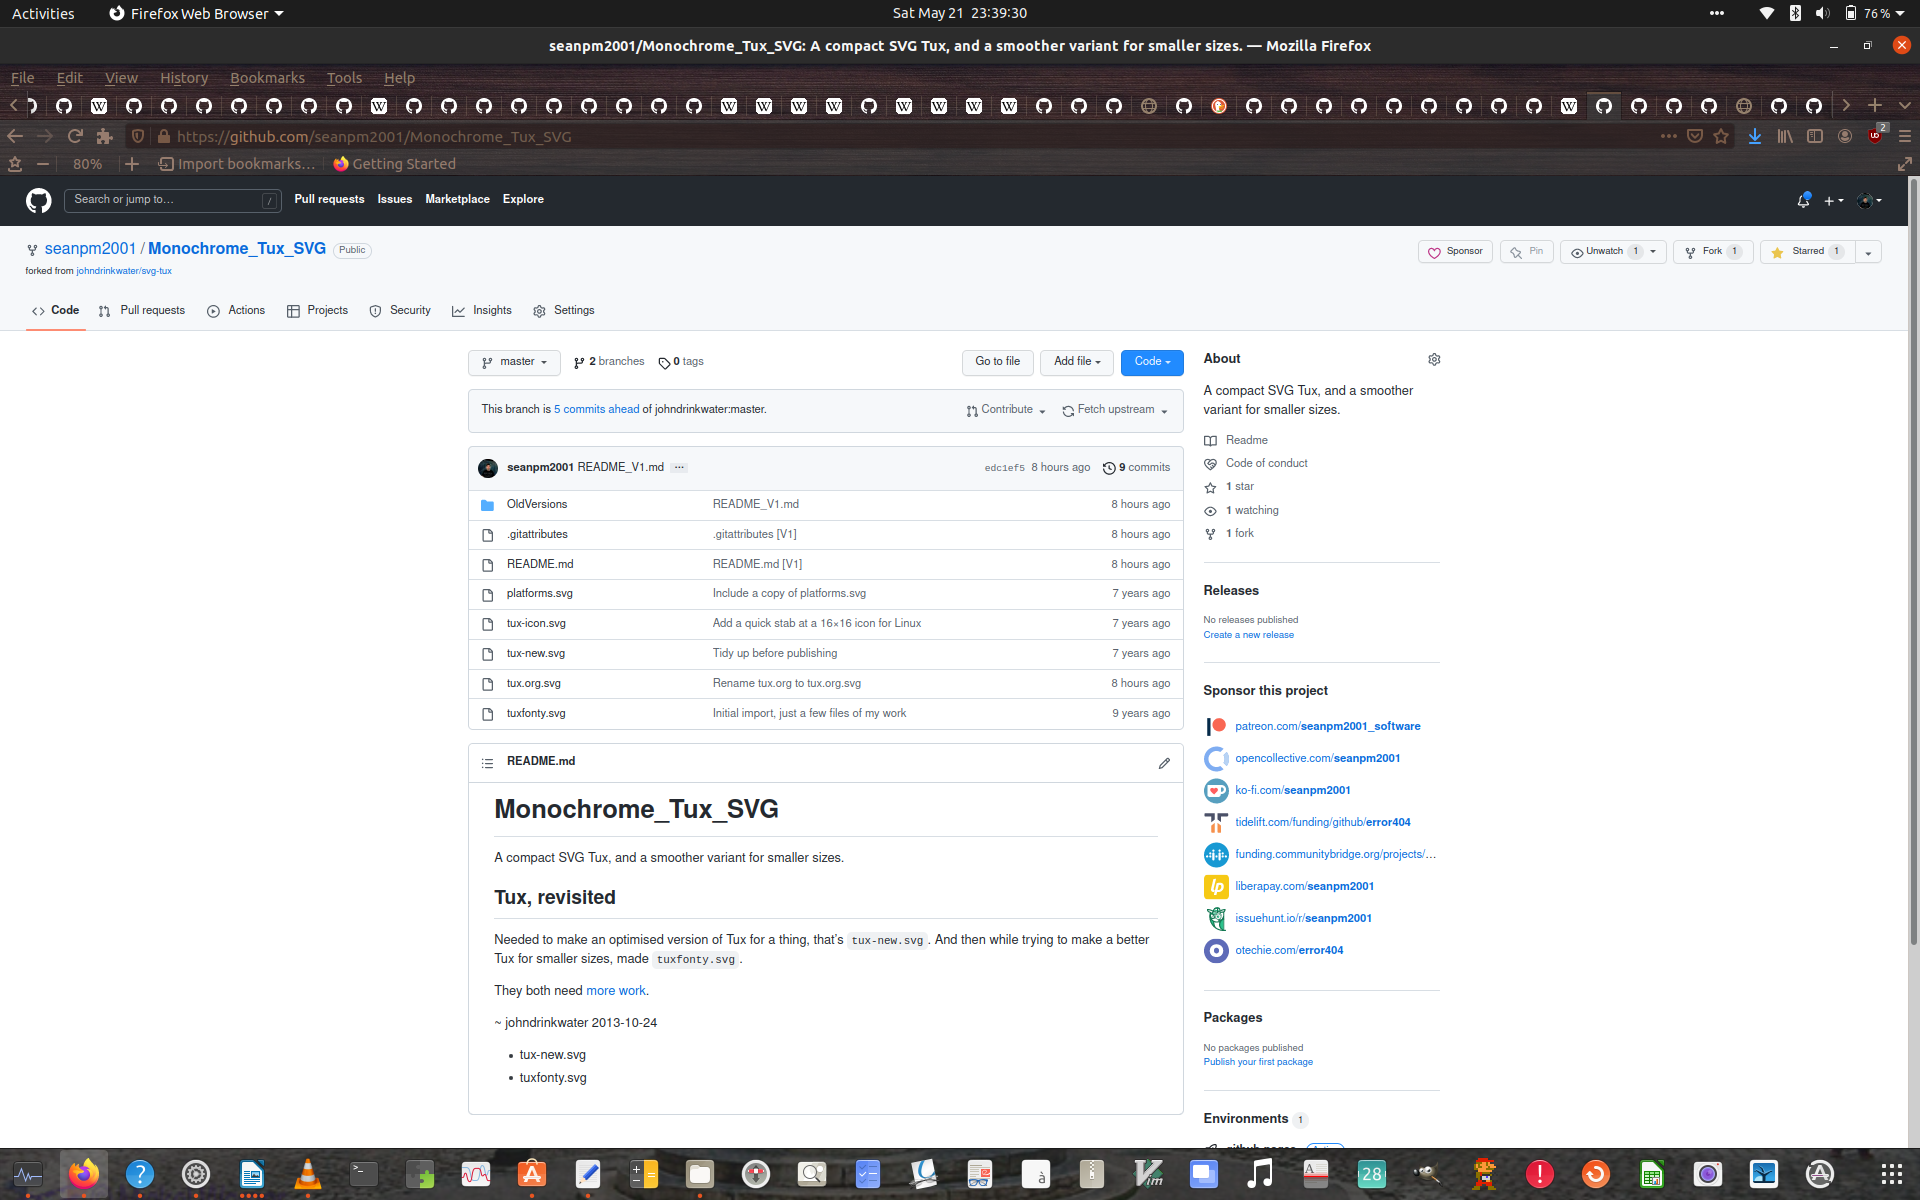 Activities Firefox Web Browser Sat May 21 23:39:30 76 %
seanpm2001/Monochrome_Tux_SVG: A compact SVG Tux, and a smoother variant for smaller sizes. — Mozilla Firefox
File Edit View History Bookmarks Tools Help
https://github.com/seanpm2001/Monochrome_Tux_SVG 2
80% Import bookmarks... Getting Started
Search or jump to... / Pull requests Issues Marketplace Explore
seanpm2001 / Monochrome_Tux_SVG Public Sponsor Pin Unwatch 1 Fork 1 Starred 1
forked from johndrinkwater/svg-tux
Code Pull requests Actions Projects Security Insights Settings
master 2 branches 0 tags Go to file Add file Code
This branch is 5 commits ahead of johndrinkwater:master. Contribute Fetch upstream
seanpm2001 README_V1.md ... edc1ef5 8 hours ago 9 commits
OldVersions README_V1.md 8 hours ago
.gitattributes .gitattributes [V1] 8 hours ago
README.md README.md [V1] 8 hours ago
platforms.svg Include a copy of platforms.svg 7 years ago
tux-icon.svg Add a quick stab at a 16×16 icon for Linux 7 years ago
tux-new.svg Tidy up before publishing 7 years ago
tux.org.svg Rename tux.org to tux.org.svg 8 hours ago
tuxfonty.svg Initial import, just a few files of my work 9 years ago
README.md
Monochrome_Tux_SVG
A compact SVG Tux, and a smoother variant for smaller sizes.
Tux, revisited
Needed to make an optimised version of Tux for a thing, that's tux-new.svg. And then while trying to make a better
Tux for smaller sizes, made tuxfonty.svg.
They both need more work.
~ johndrinkwater 2013-10-24
• tux-new.svg
• tuxfonty.svg
About
A compact SVG Tux, and a smoother
variant for smaller sizes.
Readme
Code of conduct
1 star
1 watching
1 fork
Releases
No releases published
Create a new release
Sponsor this project
patreon.com/seanpm2001_software
opencollective.com/seanpm2001
ko-fi.com/seanpm2001
tidelift.com/funding/github/error404
funding.communitybridge.org/projects/...
liberapay.com/seanpm2001
issuehunt.io/r/seanpm2001
otechie.com/error404
Packages
No packages published
Publish your first package
Environments 1
28